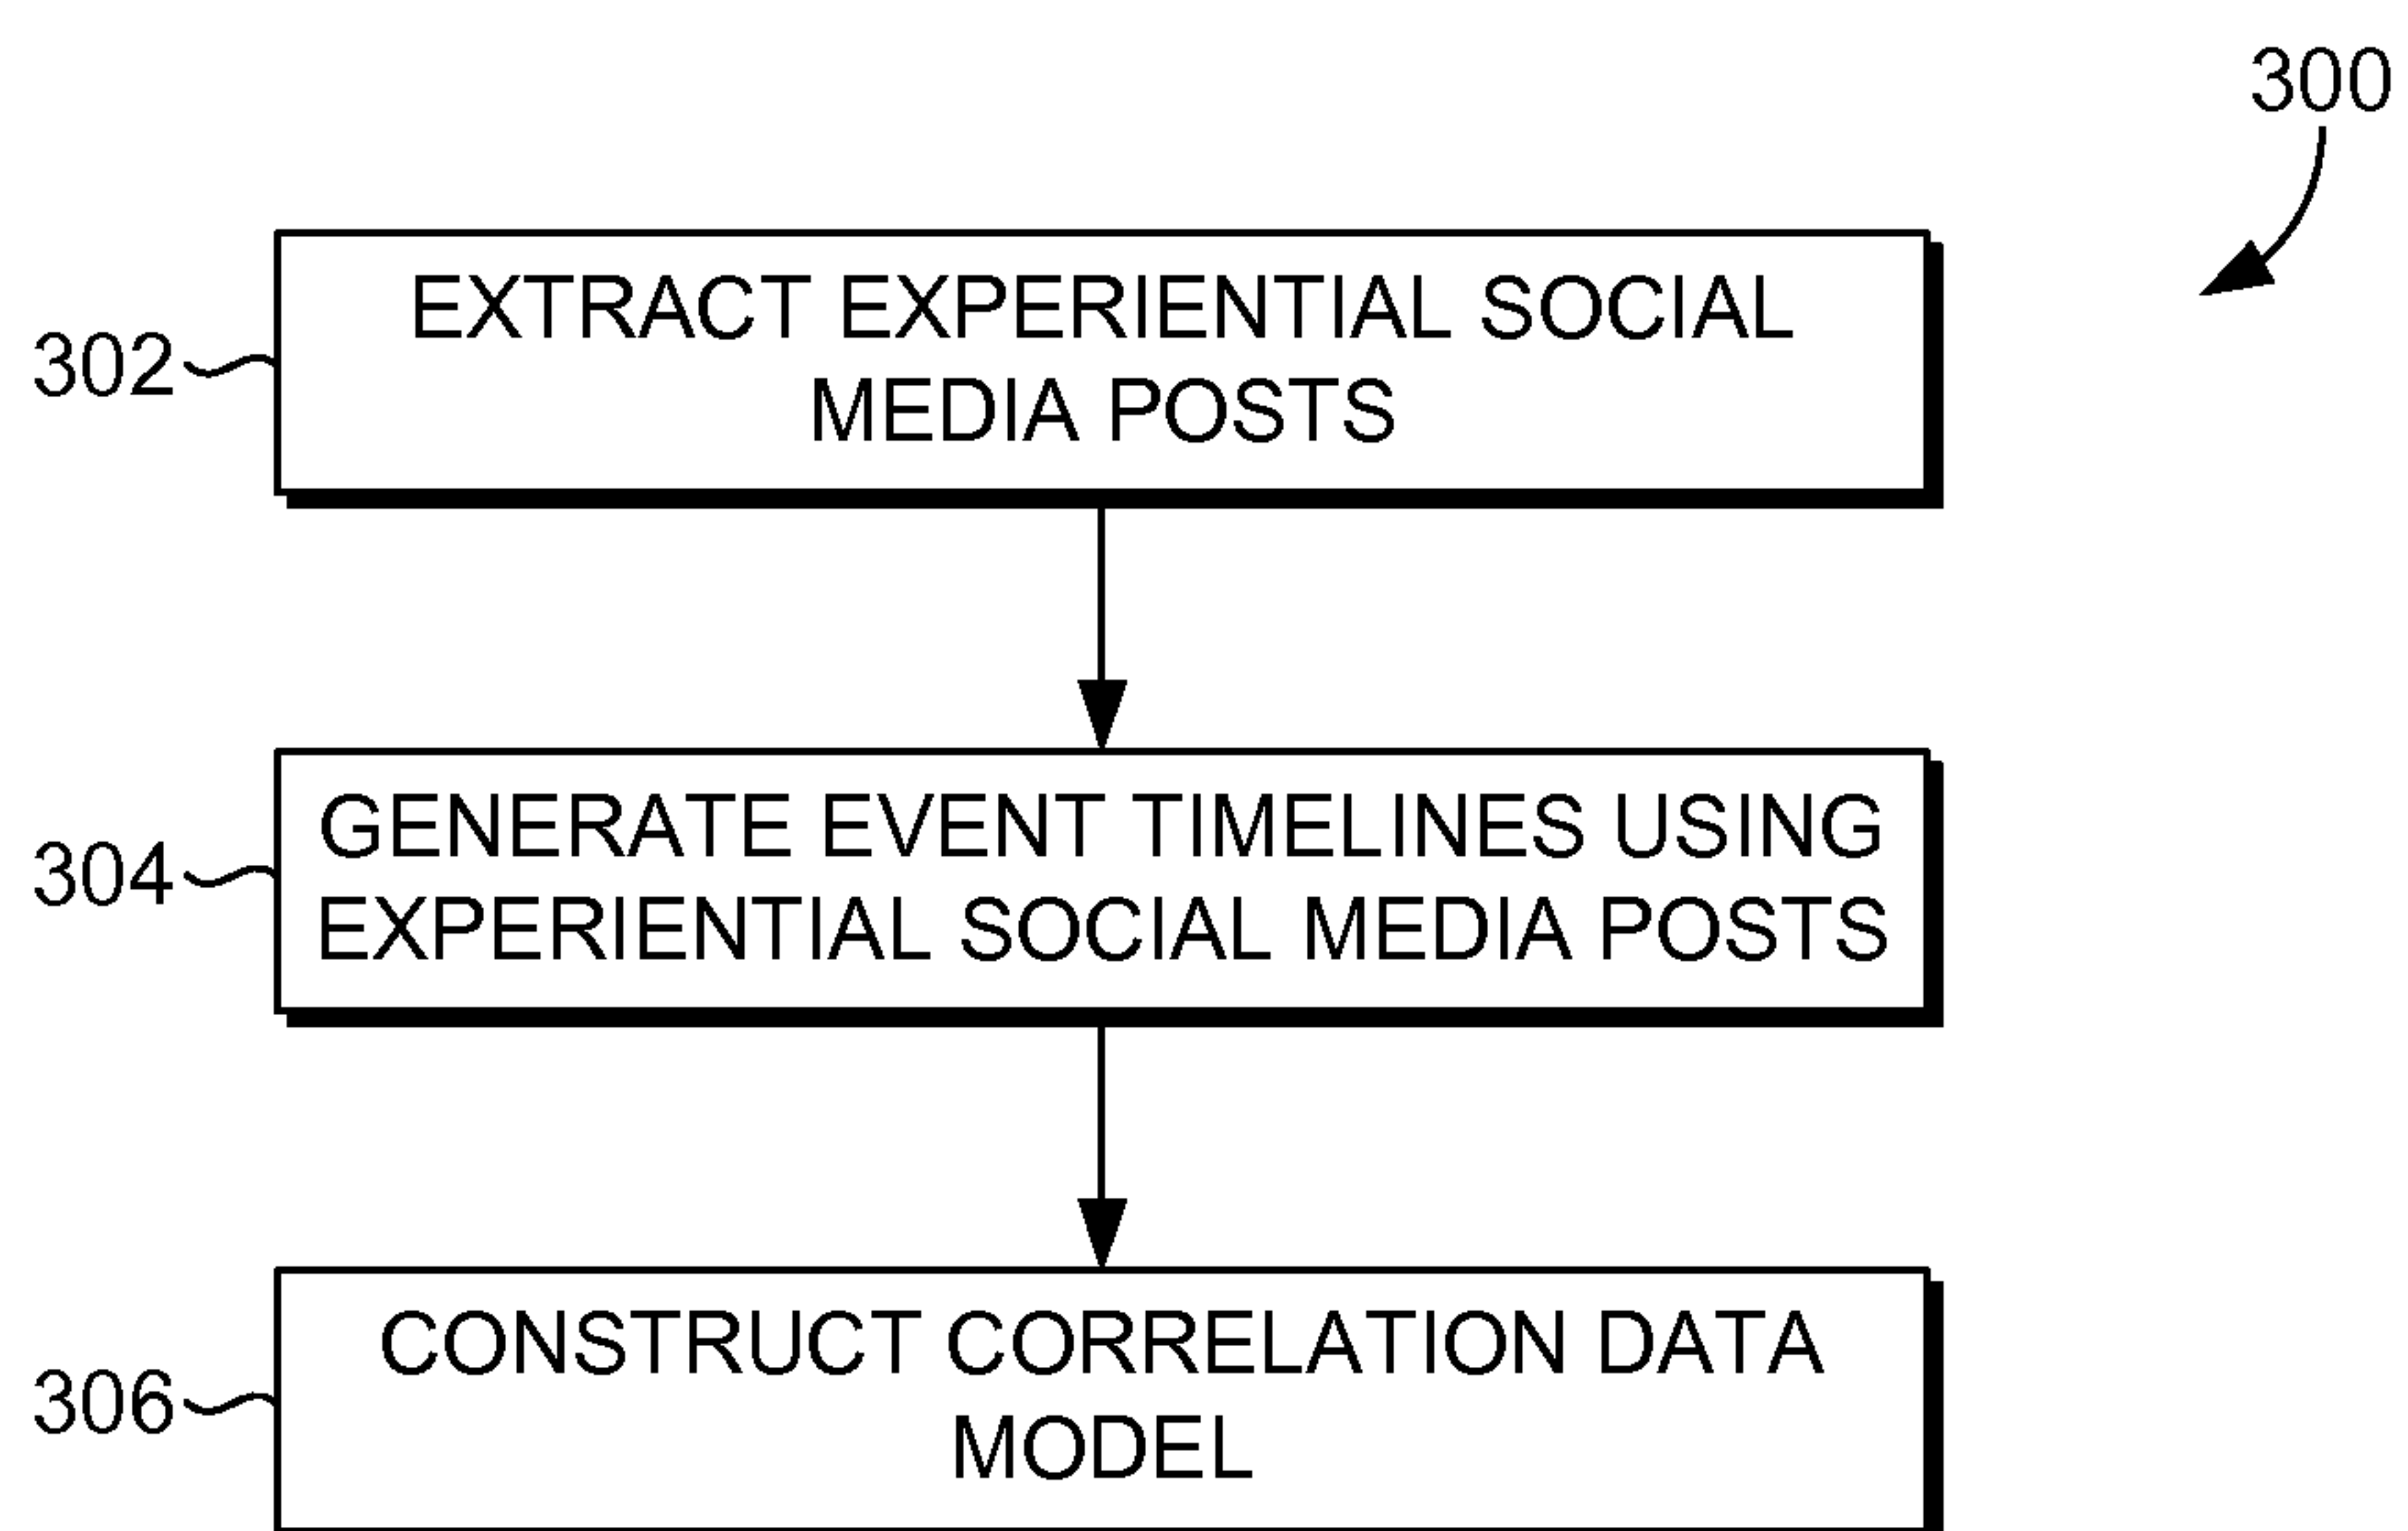 300
302
EXTRACT EXPERIENTIAL SOCIAL
MEDIA POSTS
304
GENERATE EVENT TIMELINES USING
EXPERIENTIAL SOCIAL MEDIA POSTS
306
CONSTRUCT CORRELATION DATA
MODEL